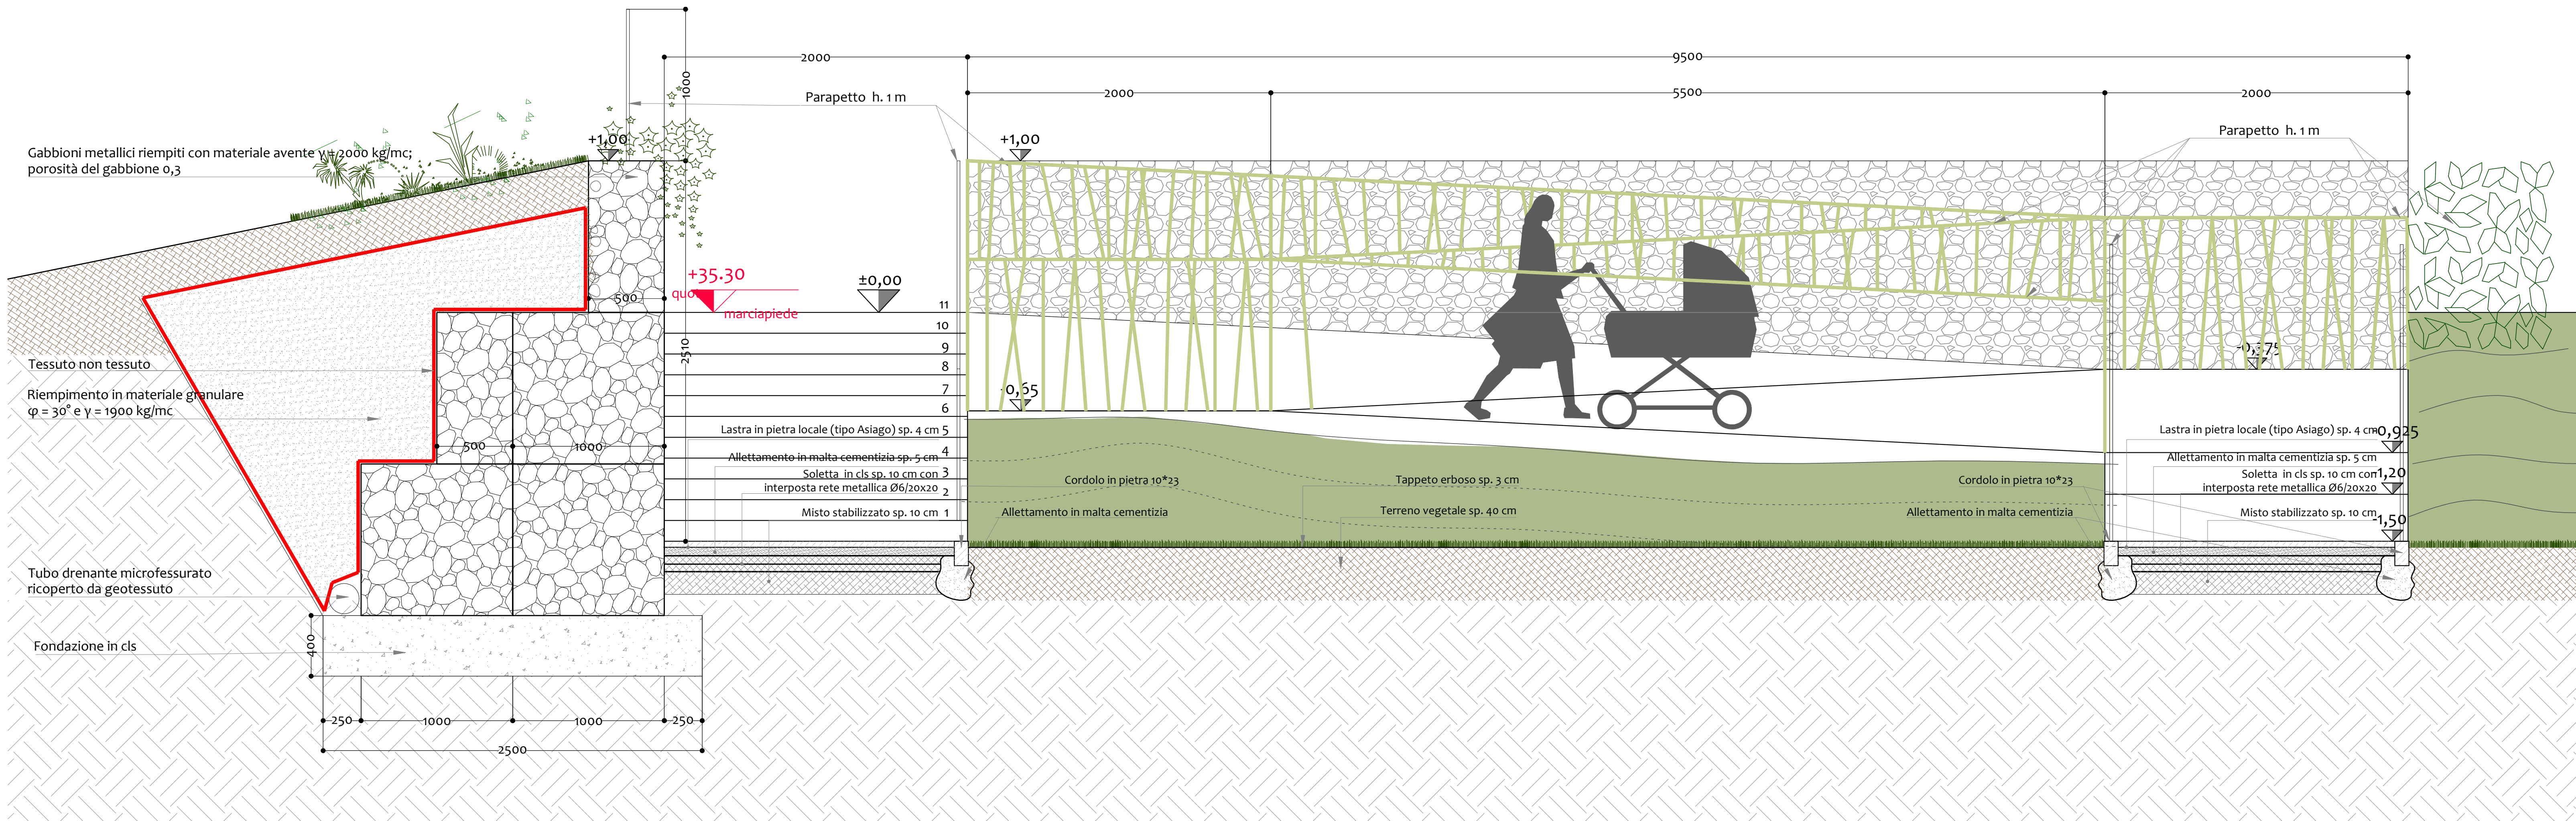 2000
9500
1000
2000
5500
2000
Parapetto h. 1 m
Parapetto h. 1 m
+1,00
+1,00
Gabbioni metallici riempiti con materiale avente γ = 2000 kg/mc;
porosità del gabbione 0,3
+35.30
quo
marciapiede
±0,00
500
11
10
9
8
7
6
2510
-0,375
Tessuto non tessuto
Riempimento in materiale granulare
φ = 30° e γ = 1900 kg/mc
-0,65
500
1000
Lastra in pietra locale (tipo Asiago) sp. 4 cm 5
4
Allettamento in malta cementizia sp. 5 cm
Soletta in cls sp. 10 cm con 3
interposta rete metallica Ø6/20x20 2
Misto stabilizzato sp. 10 cm 1
Cordolo in pietra 10*23
Allettamento in malta cementizia
Tappeto erboso sp. 3 cm
Terreno vegetale sp. 40 cm
Cordolo in pietra 10*23
Allettamento in malta cementizia
Lastra in pietra locale (tipo Asiago) sp. 4 cm
-0,925
Allettamento in malta cementizia sp. 5 cm
Soletta in cls sp. 10 cm con
-1,20
interposta rete metallica Ø6/20x20
Misto stabilizzato sp. 10 cm
-1,50
Tubo drenante microfessurato
ricoperto da geotessuto
Fondazione in cls
400
250
1000
1000
250
2500